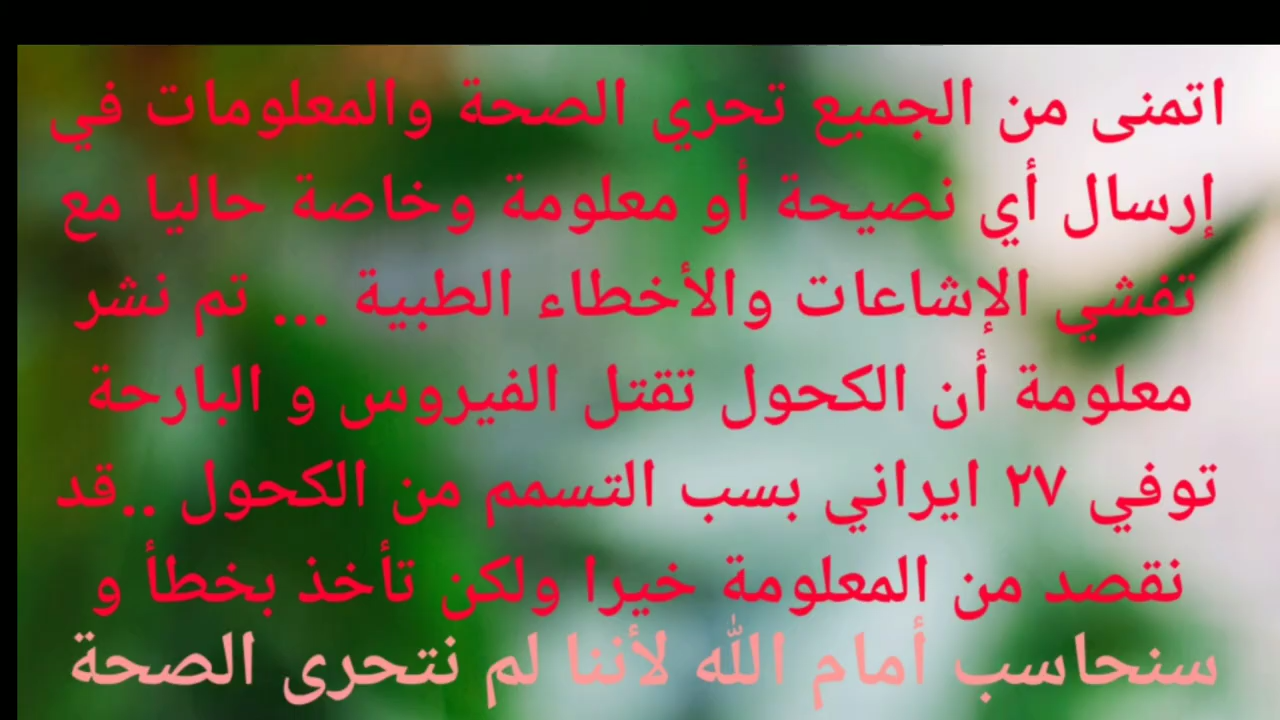 اتمنى من الجميع تحري الصحة والمعلومات في
إرسال أي نصيحة أو معلومة وخاصة حاليا مع
تفشي الإشاعات والأخطاء الطبية ... تم نشر
معلومة أن الكحول تقتل الفيروس و البارحة
توفي ٢٧ ايراني بسب التسمم من الكحول ..قد
نقصد من المعلومة خيرا ولكن تأخذ بخطأ و
سنحاسب أمام الله لأننا لم نتحرى الصحة